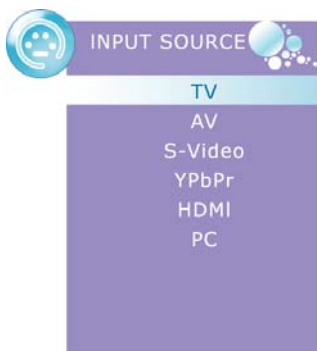 INPUT SOURCE
TV
AV
S-Video
YPbPr
HDMI
PC